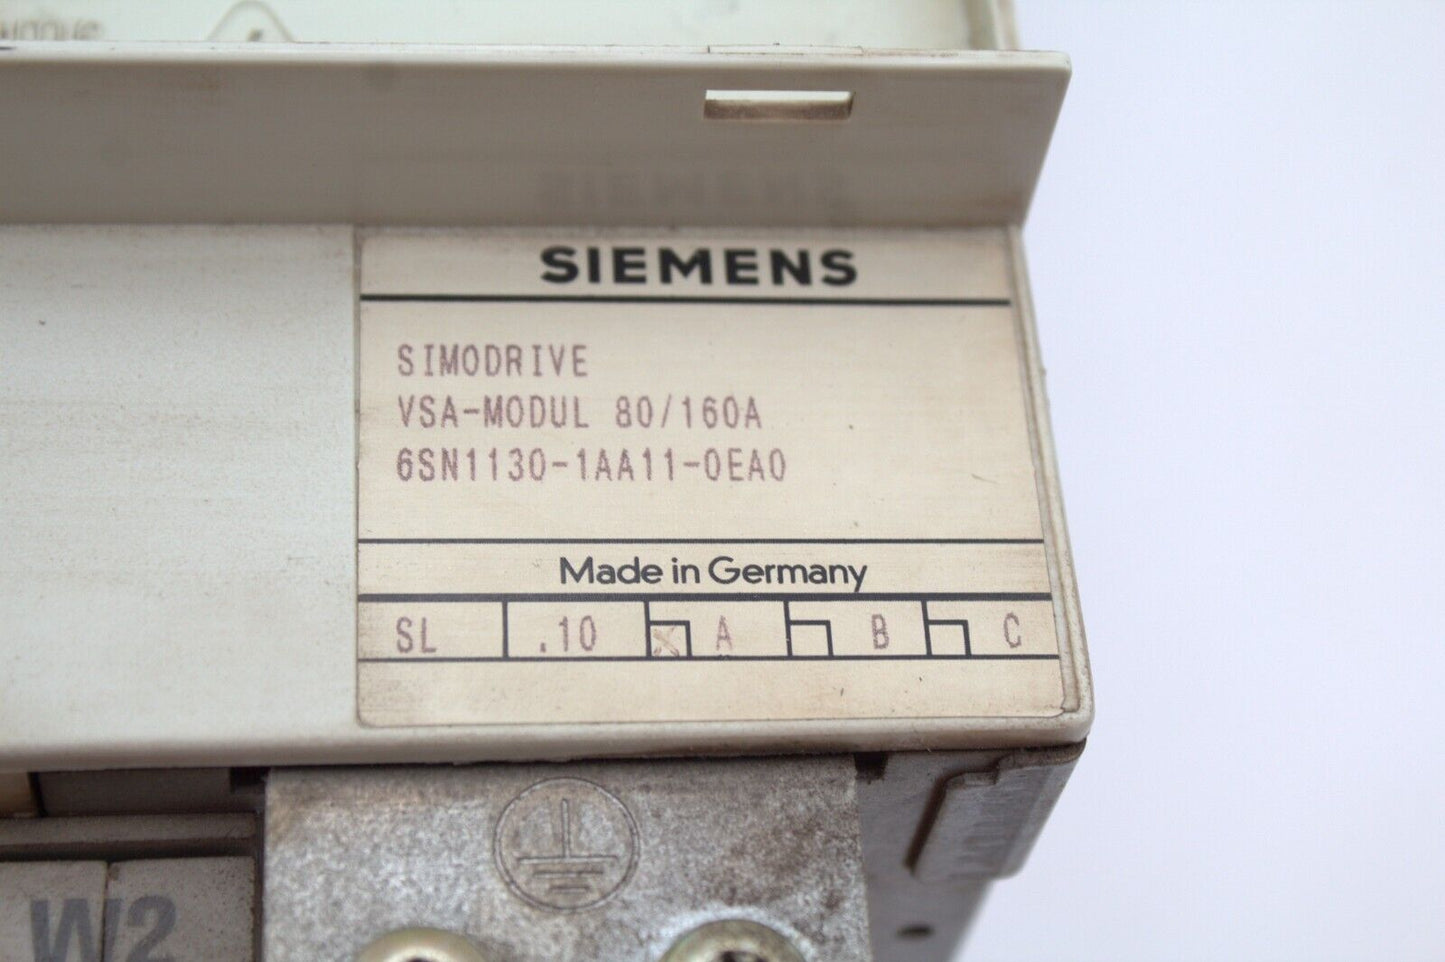 SIEMENS
SIMODRIVE
VSA-MODUL 80/160A
6SN1130-1AA11-0EA0
Made in Germany
SL .10 X A B C
W2